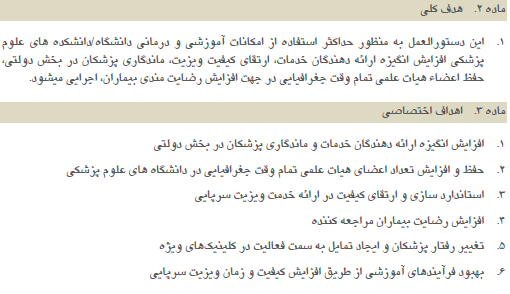 ماده ۲. هدف کلی
۱. این دستورالعمل به منظور حداکثر استفاده از امکانات آموزشی و درمانی دانشگاه/دانشکده های علوم
پزشکی افزایش انگیزه ارائه دهندگان خدمات، ارتقای کیفیت ویزیت، ماندگاری پزشکان در بخش دولتی،
حفظ اعضاء هیات علمی تمام وقت جغرافیایی در جهت افزایش رضایت مندی بیماران، اجرایی میشود.
ماده ۳. اهداف اختصاصی
۱. افزایش انگیزه ارائه دهندگان خدمات و ماندگاری پزشکان در بخش دولتی
۲. حفظ و افزایش تعداد اعضای هیات علمی تمام وقت جغرافیایی در دانشگاه های علوم پزشکی
۳. استاندارد سازی و ارتقای کیفیت در ارائه خدمت ویزیت سرپایی
۴. افزایش رضایت بیماران مراجعه کننده
۵. تغییر رفتار پزشکان و ایجاد تمایل به سمت فعالیت در کلینیک‌های ویژه
۶. بهبود فرآیندهای آموزشی از طریق افزایش کیفیت و زمان ویزیت سرپایی